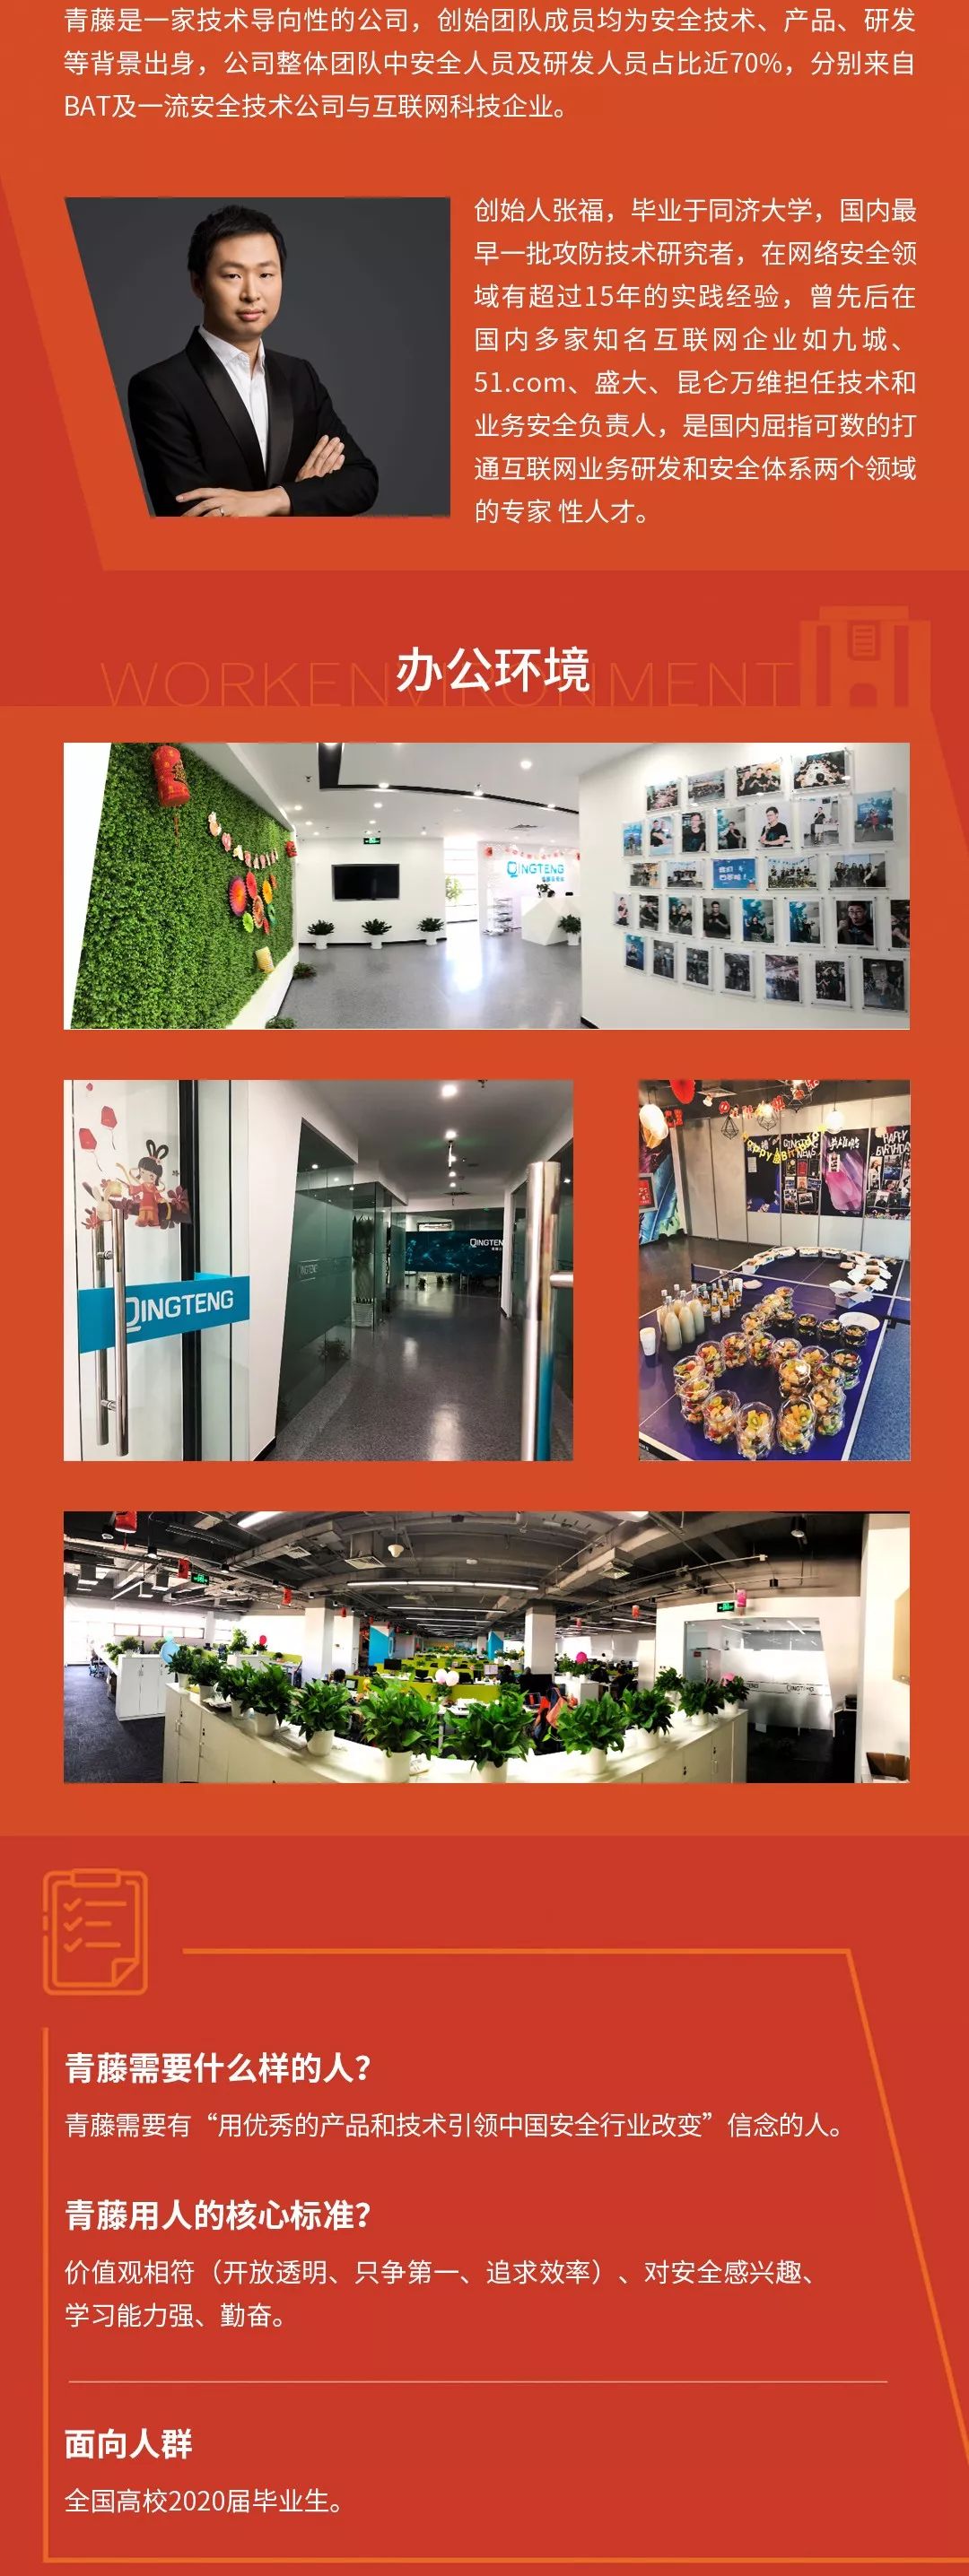 青藤是一家技术导向性的公司，创始团队成员均为安全技术、产品、研发
等背景出身，公司整体团队中安全人员及研发人员占比近70%，分别来自
BAT及一流安全技术公司与互联网科技企业。
创始人张福，毕业于同济大学，国内最
早一批攻防技术研究者，在网络安全领
域有超过15年的实践经验，曾先后在
国内多家知名互联网企业如九城、
51.com、盛大、昆仑万维担任技术和
业务安全负责人，是国内屈指可数的打
通互联网业务研发和安全体系两个领域
的专家 性人才。
WORKENVIRONMENT
办公环境
QINGTENG
QINGTENG
QINGTENG
HAPPY BIRTHDAY
QINGTENG
青藤需要什么样的人？
青藤需要有“用优秀的产品和技术引领中国安全行业改变”信念的人。
青藤用人的核心标准？
价值观相符（开放透明、只争第一、追求效率）、对安全感兴趣、
学习能力强、勤奋。
面向人群
全国高校2020届毕业生。